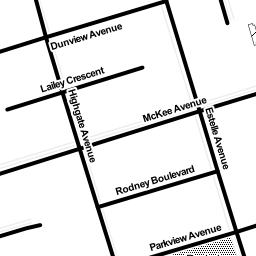 Dunview Avenue
Lailey Crescent
Highgate Avenue
McKee Avenue
Estelle Avenue
Rodney Boulevard
Parkview Avenue